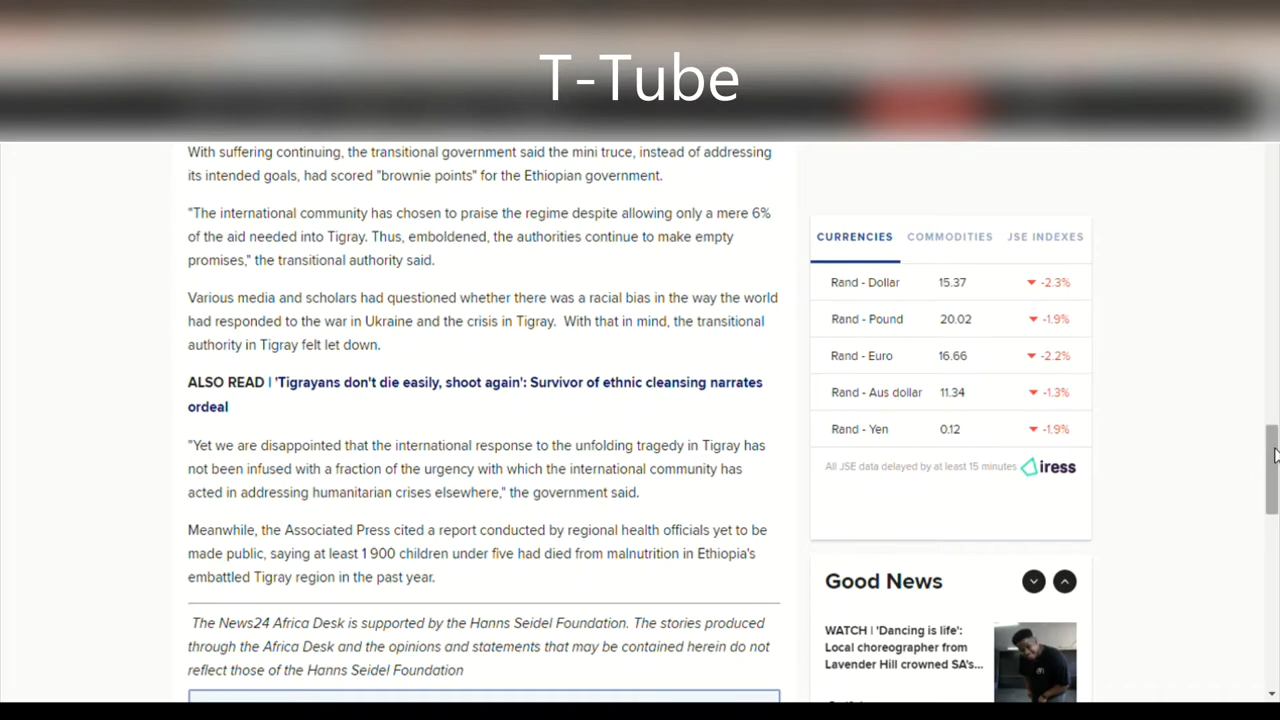 T-Tube
With suffering continuing, the transitional government said the mini truce, instead of addressing
its intended goals, had scored "brownie points" for the Ethiopian government.
"The international community has chosen to praise the regime despite allowing only a mere 6%
of the aid needed into Tigray. Thus, emboldened, the authorities continue to make empty
promises," the transitional authority said.
Various media and scholars had questioned whether there was a racial bias in the way the world
had responded to the war in Ukraine and the crisis in Tigray. With that in mind, the transitional
authority in Tigray felt let down.
ALSO READ | 'Tigrayans don't die easily, shoot again': Survivor of ethnic cleansing narrates
ordeal
"Yet we are disappointed that the international response to the unfolding tragedy in Tigray has
not been infused with a fraction of the urgency with which the international community has
acted in addressing humanitarian crises elsewhere," the government said.
Meanwhile, the Associated Press cited a report conducted by regional health officials yet to be
made public, saying at least 1 900 children under five had died from malnutrition in Ethiopia's
embattled Tigray region in the past year.
The News24 Africa Desk is supported by the Hanns Seidel Foundation. The stories produced
through the Africa Desk and the opinions and statements that may be contained herein do not
reflect those of the Hanns Seidel Foundation
CURRENCIES COMMODITIES JSE INDEXES
Rand - Dollar 15.37 -2.3%
Rand - Pound 20.02 -1.9%
Rand - Euro 16.66 -2.2%
Rand - Aus dollar 11.34 -1.3%
Rand - Yen 0.12 -1.9%
All JSE data delayed by at least 15 minutes iress
Good News
WATCH | 'Dancing is life':
Local choreographer from
Lavender Hill crowned SA's...